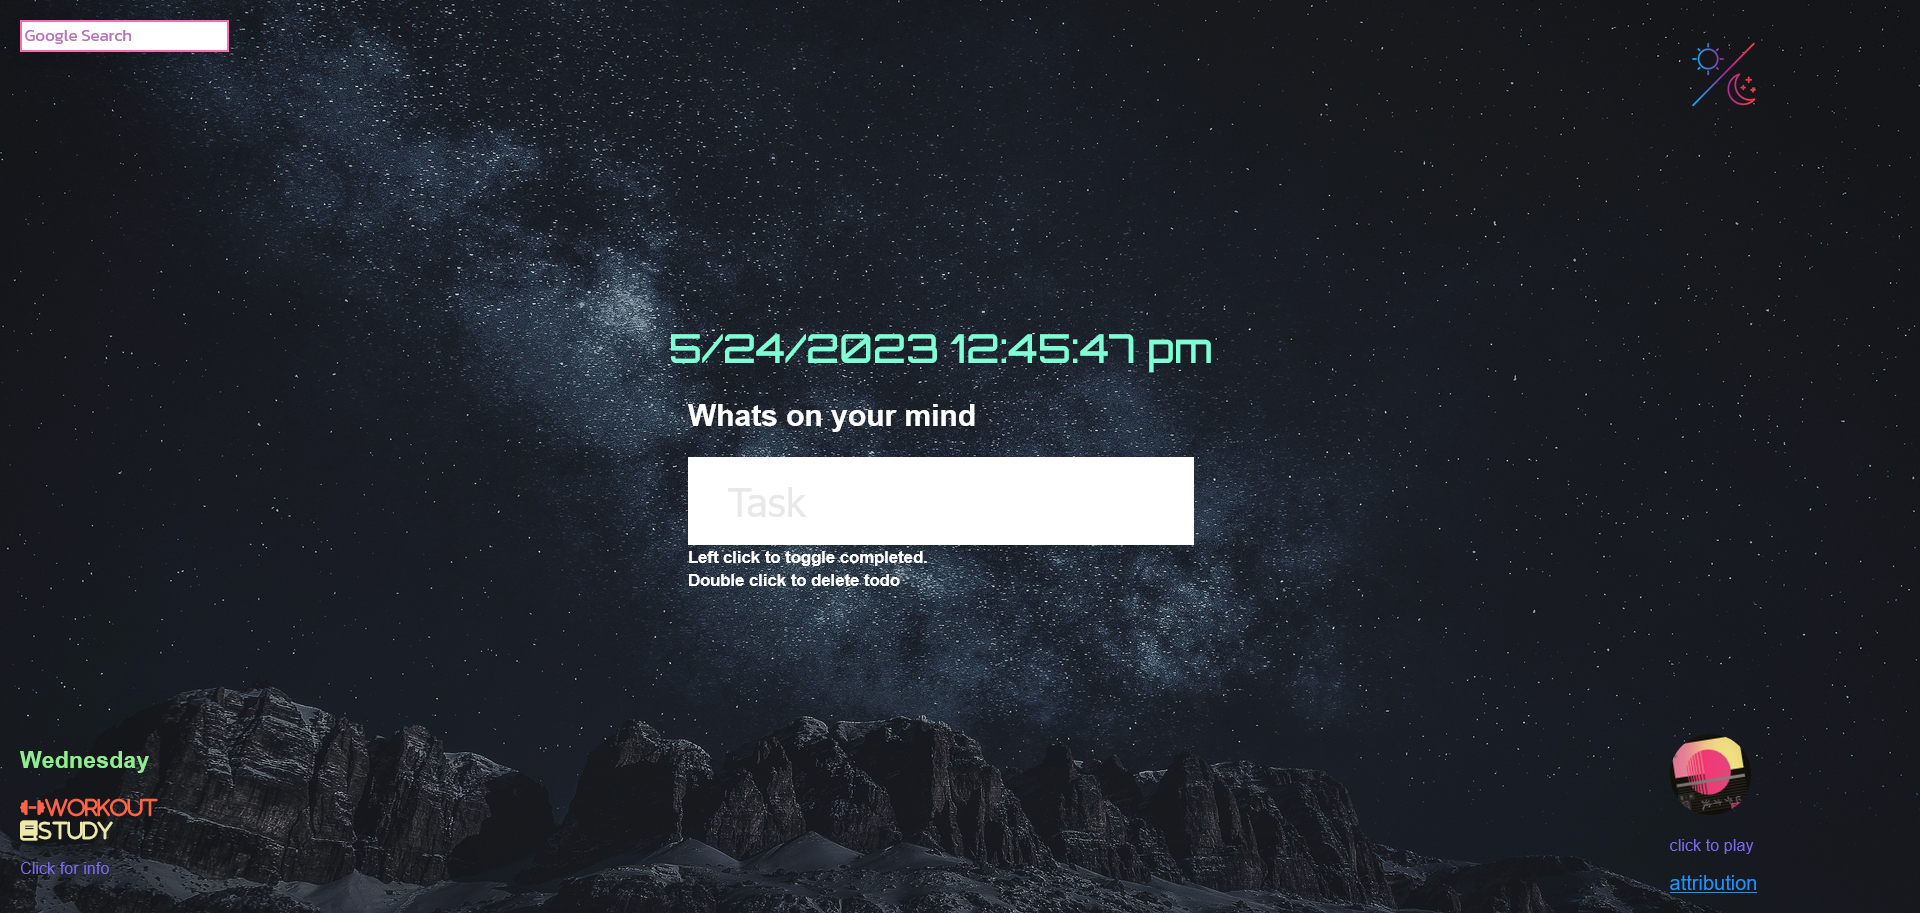 Google Search
5/24/2023 12:45:47 pm
Whats on your mind
Task
Left click to toggle completed.
Double click to delete todo
Wednesday
WORKOUT
STUDY
Click for info
click to play
attribution